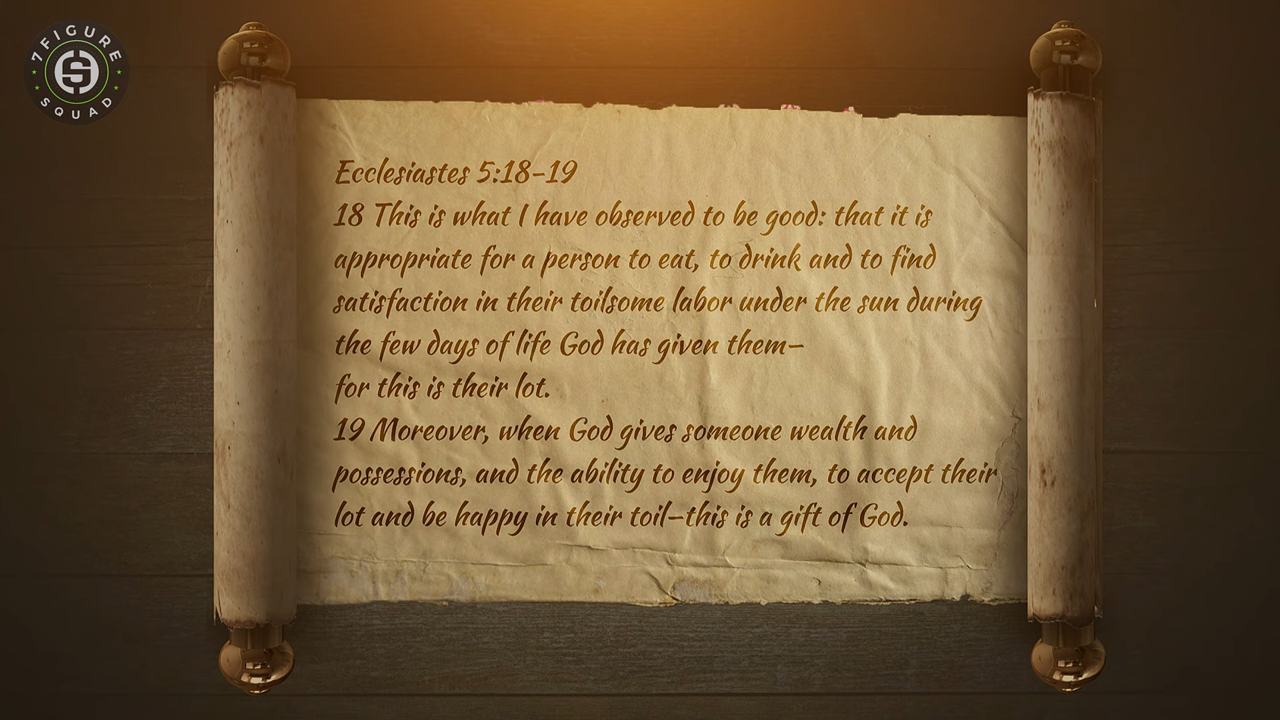 7FIGURE
SQUAD
Ecclesiastes 5:18–19
18 This is what I have observed to be good: that it is
appropriate for a person to eat, to drink and to find
satisfaction in their toilsome labor under the sun during
the few days of life God has given them–
for this is their lot.
19 Moreover, when God gives someone wealth and
possessions, and the ability to enjoy them, to accept their
lot and be happy in their toil–this is a gift of God.